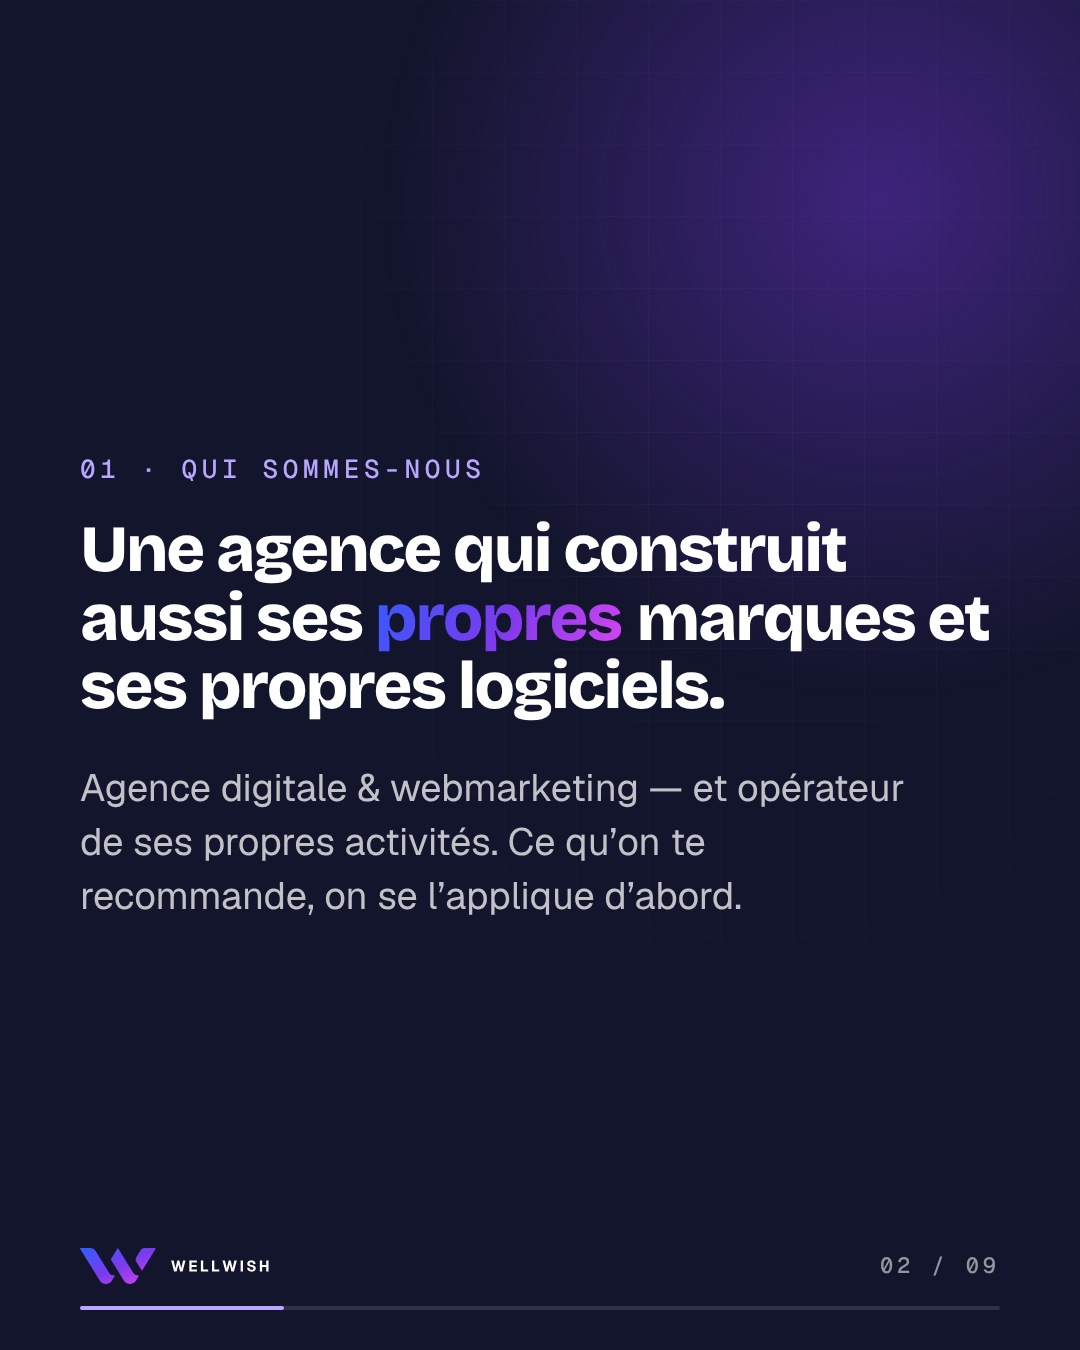 01 · QUI SOMMES-NOUS
Une agence qui construit
aussi ses propres marques et
ses propres logiciels.
Agence digitale & webmarketing — et opérateur
de ses propres activités. Ce qu’on te
recommande, on se l’applique d’abord.
WELLWISH
02 / 09